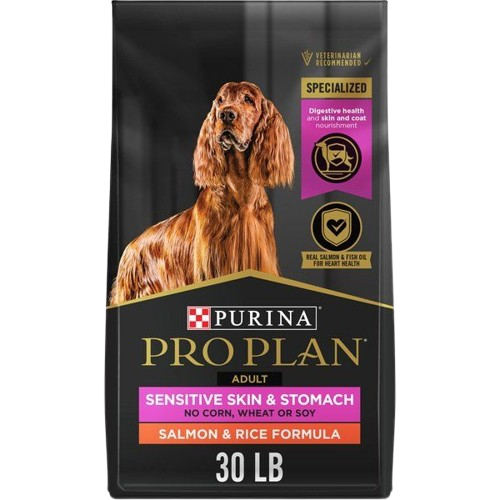 VETERINARIAN
RECOMMENDED
SPECIALIZED
Digestive health
and skin and coat
nourishment
REAL SALMON & FISH OIL
FOR HEART HEALTH
PURINA
PRO PLAN
ADULT
SENSITIVE SKIN & STOMACH
NO CORN, WHEAT OR SOY
SALMON & RICE FORMULA
30 LB